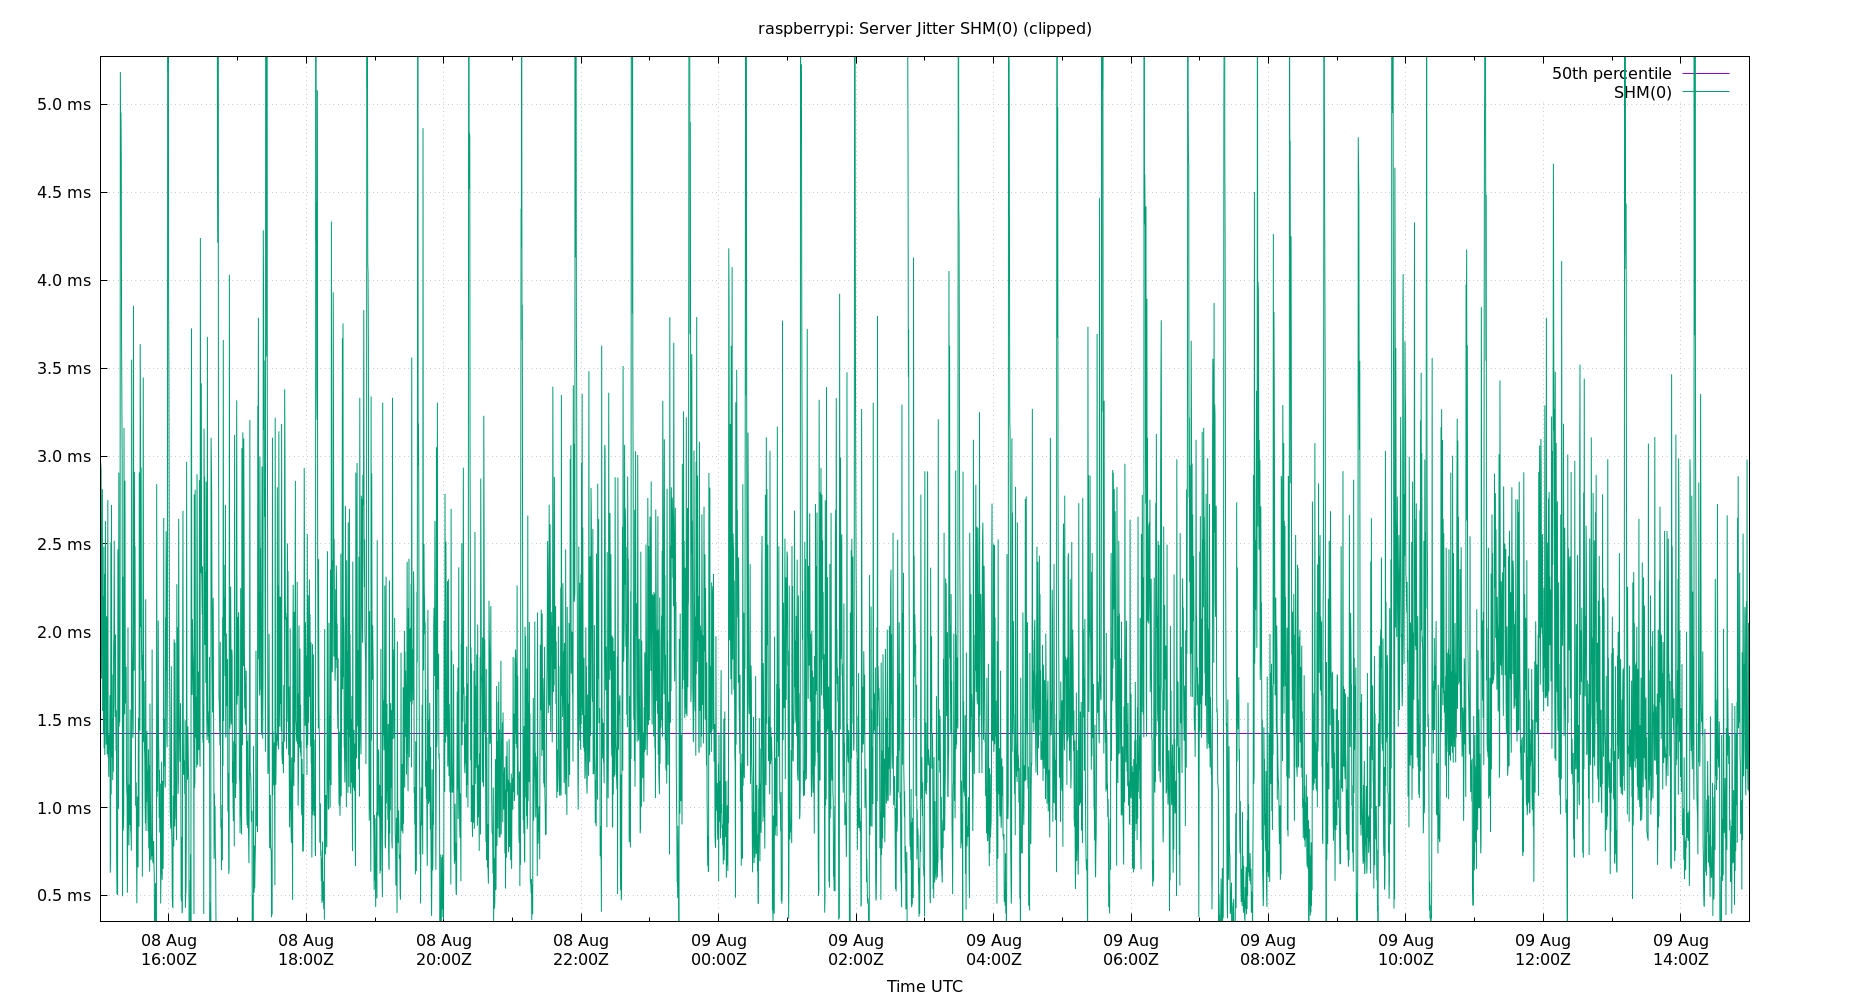 raspberrypi: Server Jitter SHM(0) (clipped)
50th percentile
SHM(0)
5.0 ms
4.5 ms
4.0 ms
3.5 ms
3.0 ms
2.5 ms
2.0 ms
1.5 ms
1.0 ms
0.5 ms
08 Aug 08 Aug 08 Aug 08 Aug 09 Aug 09 Aug 09 Aug 09 Aug 09 Aug 09 Aug 09 Aug 09 Aug
16:00Z 18:00Z 20:00Z 22:00Z 00:00Z 02:00Z 04:00Z 06:00Z 08:00Z 10:00Z 12:00Z 14:00Z
Time UTC